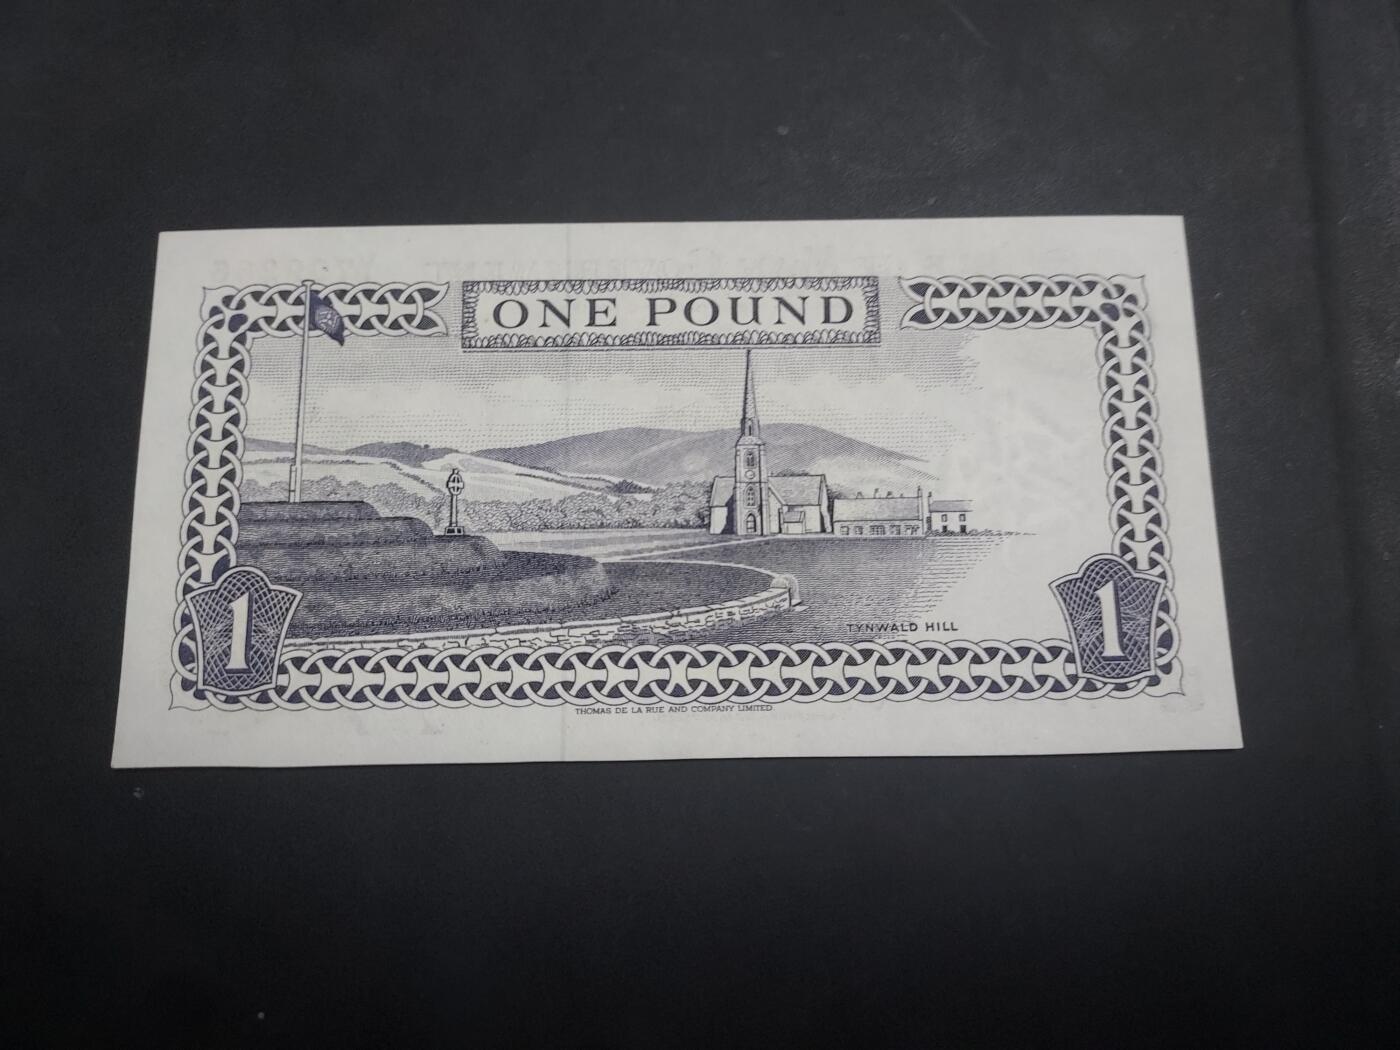 ONE POUND
TYNWALD HILL
1
1
THOMAS DE LA RUE AND COMPANY LIMITED.